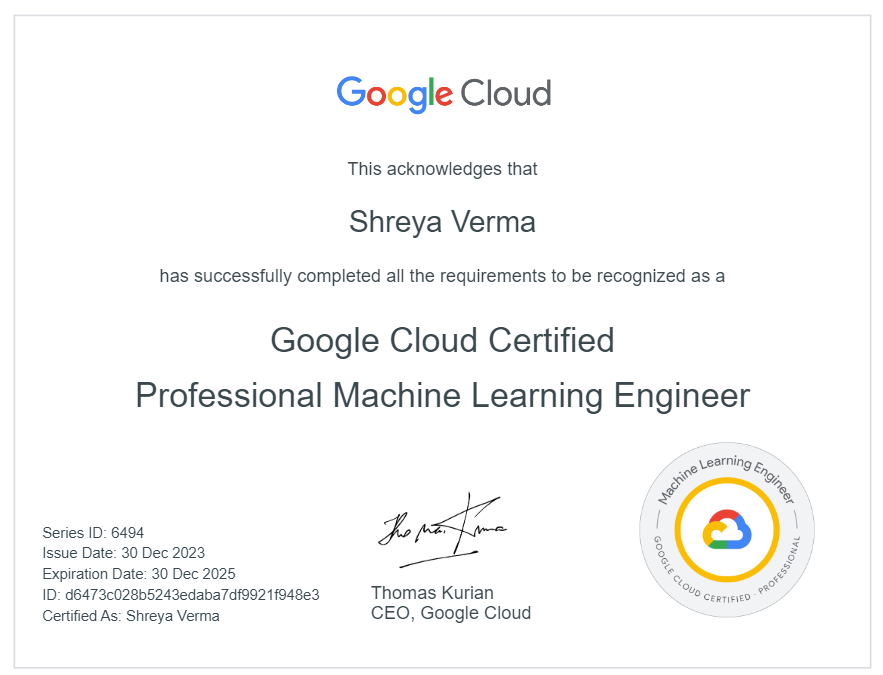 Google Cloud
This acknowledges that
Shreya Verma
has successfully completed all the requirements to be recognized as a
Google Cloud Certified
Professional Machine Learning Engineer
Series ID: 6494
Issue Date: 30 Dec 2023
Expiration Date: 30 Dec 2025
ID: d6473c028b5243edaba7df9921f948e3
Certified As: Shreya Verma
Thomas Kurian
CEO, Google Cloud
Machine Learning Engineer
GOOGLE CLOUD CERTIFIED · PROFESSIONAL